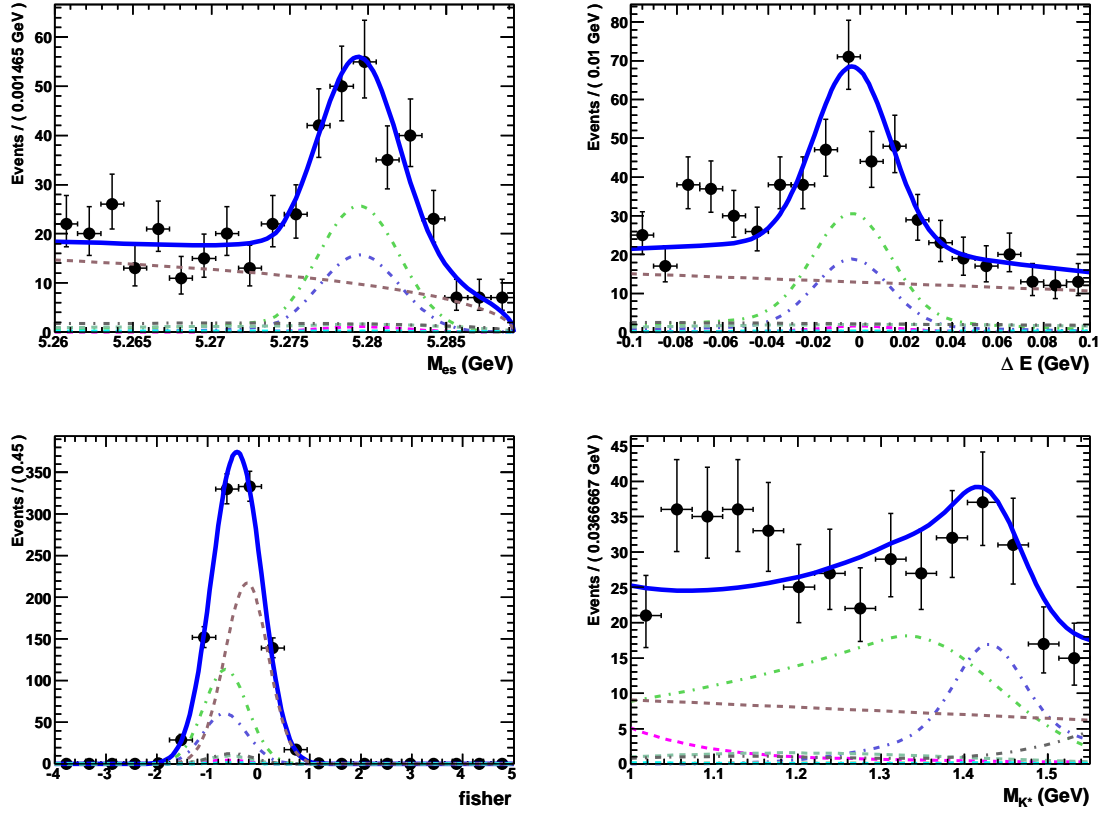 Events / ( 0.001465 GeV )
60
50
40
30
20
10
0
5.26 5.265 5.27 5.275 5.28 5.285
M_es (GeV)
Events / ( 0.01 GeV )
80
70
60
50
40
30
20
10
0
-0.1 -0.08 -0.06 -0.04 -0.02 0 0.02 0.04 0.06 0.08 0.1
Δ E (GeV)
Events / ( 0.45 )
350
300
250
200
150
100
50
0
-4 -3 -2 -1 0 1 2 3 4 5
fisher
Events / ( 0.0366667 GeV )
45
40
35
30
25
20
15
10
5
0
1 1.1 1.2 1.3 1.4 1.5
M_K* (GeV)